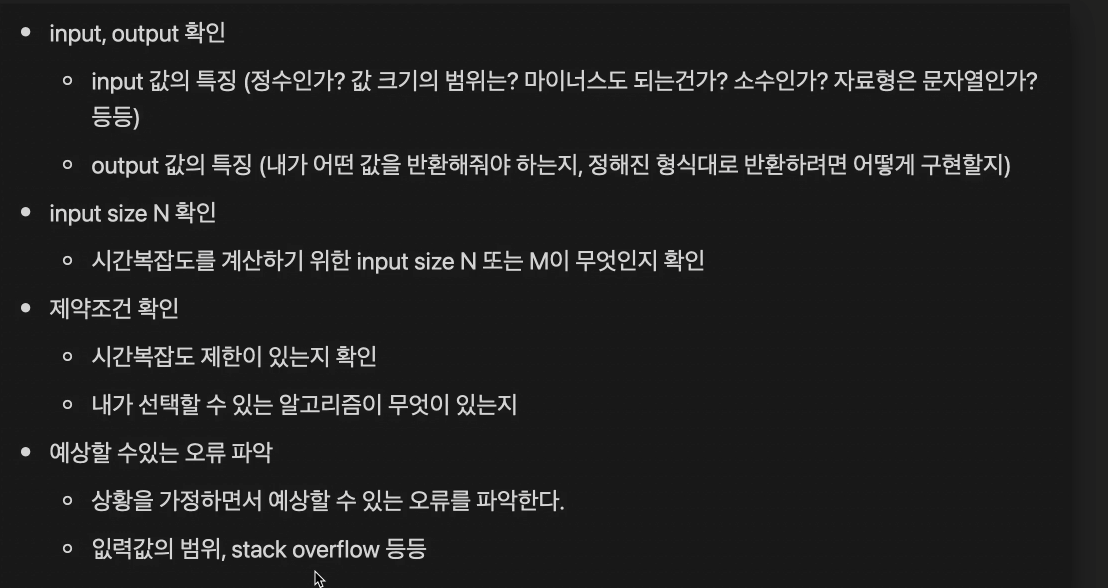 input, output 확인
input 값의 특징 (정수인가? 값 크기의 범위는? 마이너스도 되는건가? 소수인가? 자료형은 문자열인가?
등등)
output 값의 특징 (내가 어떤 값을 반환해줘야 하는지, 정해진 형식대로 반환하려면 어떻게 구현할지)
input size N 확인
시간복잡도를 계산하기 위한 input size N 또는 M이 무엇인지 확인
제약조건 확인
시간복잡도 제한이 있는지 확인
내가 선택할 수 있는 알고리즘이 무엇이 있는지
예상할 수있는 오류 파악
상황을 가정하면서 예상할 수 있는 오류를 파악한다.
입력값의 범위, stack overflow 등등